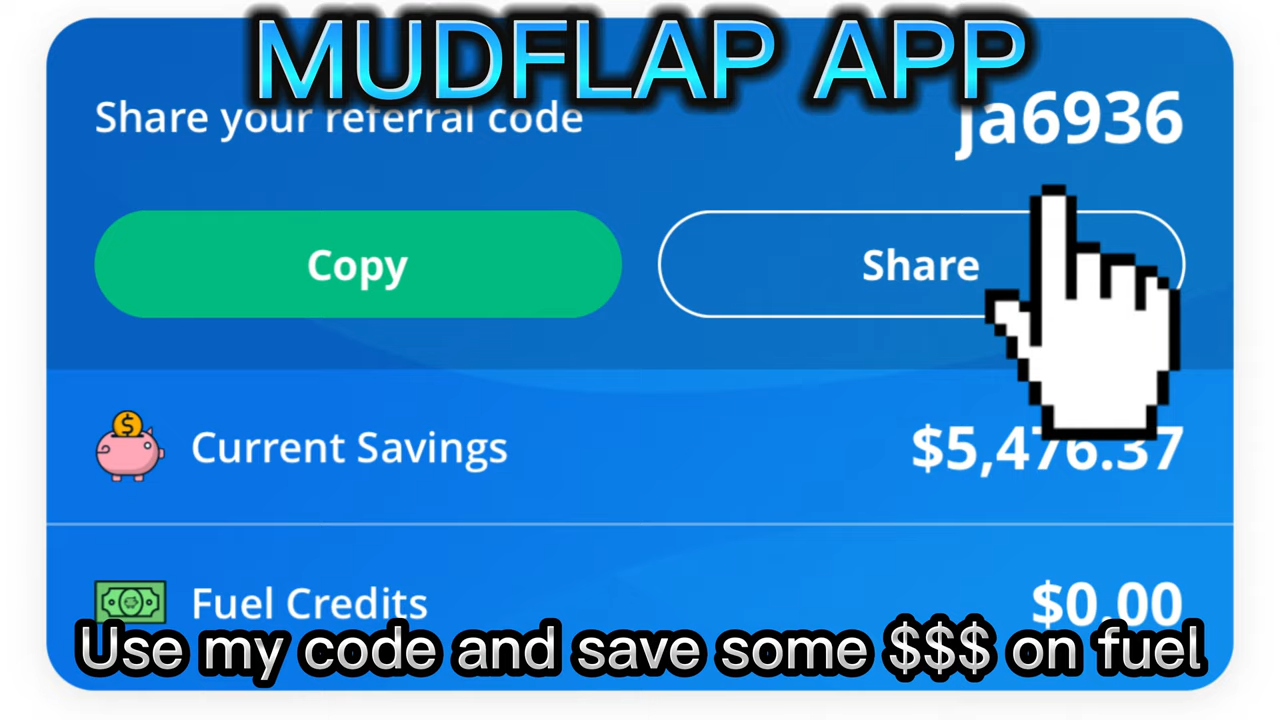 MUDFLAP APP
Share your referral code
ja6936
Copy
Share
$
Current Savings
$5,476.37
Fuel Credits
$0.00
Use my code and save some $$$ on fuel